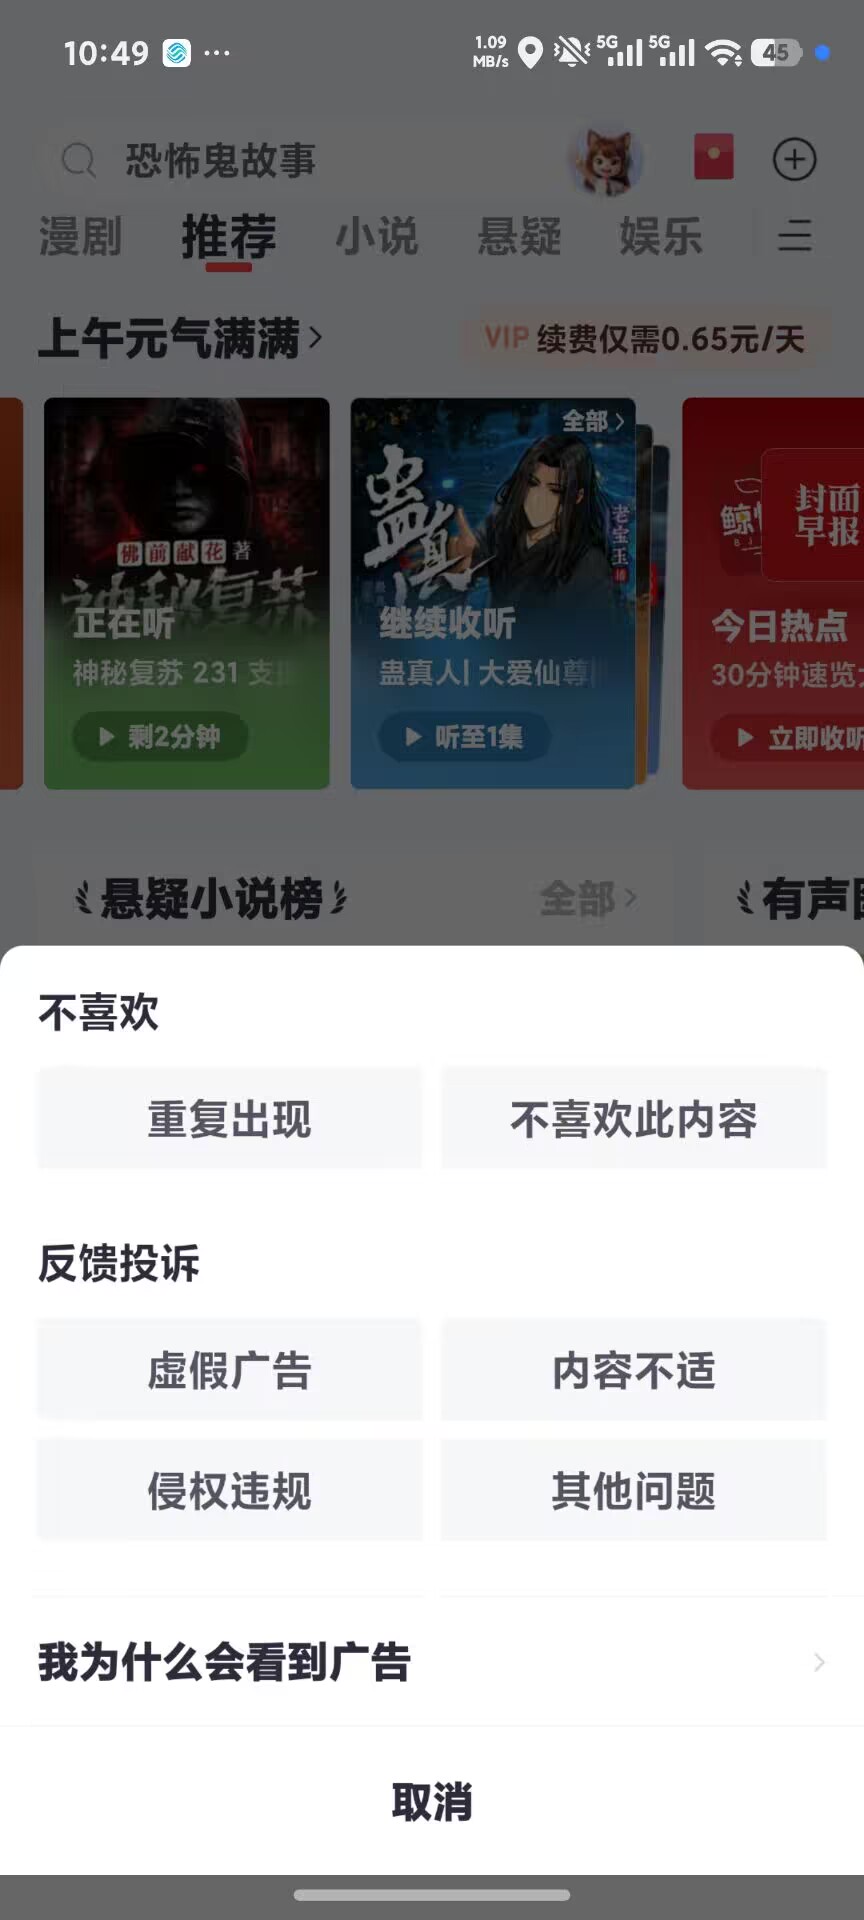 10:49
1.09 MB/s
5G
5G
45
恐怖鬼故事
漫剧 推荐 小说 悬疑 娱乐
上午元气满满
VIP 续费仅需0.65元/天
佛前献花 著
神秘复苏
正在听
神秘复苏 231
剩2分钟
全部
蛊真人
老宝玉 播
继续收听
蛊真人| 大爱仙尊
听至1集
封面
早报
今日热点
30分钟速览
立即收听
悬疑小说榜
全部
有声
不喜欢
重复出现
不喜欢此内容
反馈投诉
虚假广告
内容不适
侵权违规
其他问题
我为什么会看到广告
取消